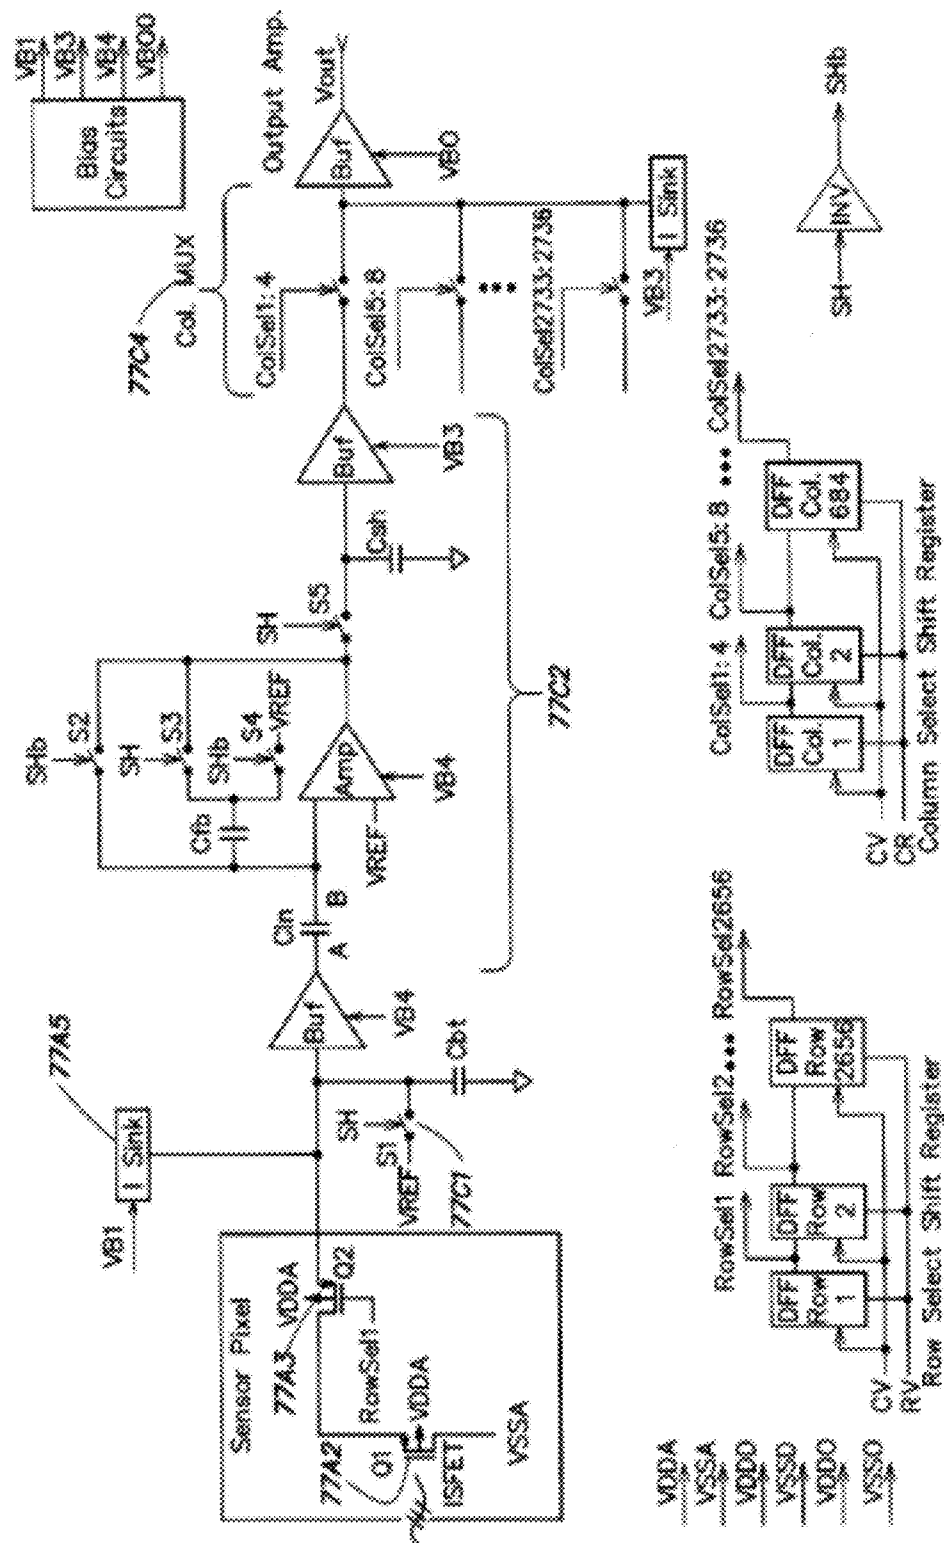 Bias
Circuits
VB1
VB3
VB4
VBO0
77A5
I Sink
VB1
Sensor Pixel
77A3
VDDA
Q2
RowSel1
77A2
Q1
VDDA
ISFET
VSSA
SH
S1
VREF
77C1
Cbt
Buf
VB4
Cin
A
B
SHb
S2
SH
S3
SHb
S4
VREF
Cfb
Amp
VREF
VB4
SH
S5
Csh
Buf
VB3
77C2
77C4
Col. MUX
ColSel1:4
ColSel5:8
ColSel2733:2736
VB3
I Sink
Output Amp.
Buf
Vout
VBO
VDDA
VSSA
VDDD
VSSD
VDDO
VSSO
RowSel1
RowSel2
RowSel2656
DFF
Row
1
DFF
Row
2
DFF
Row
2656
CV
RV
Row Select Shift Register
ColSel1:4
ColSel5:8
ColSel2733:2736
DFF
Col.
1
DFF
Col.
2
DFF
Col.
684
CV
CR
Column Select Shift Register
SH
INV
SHb